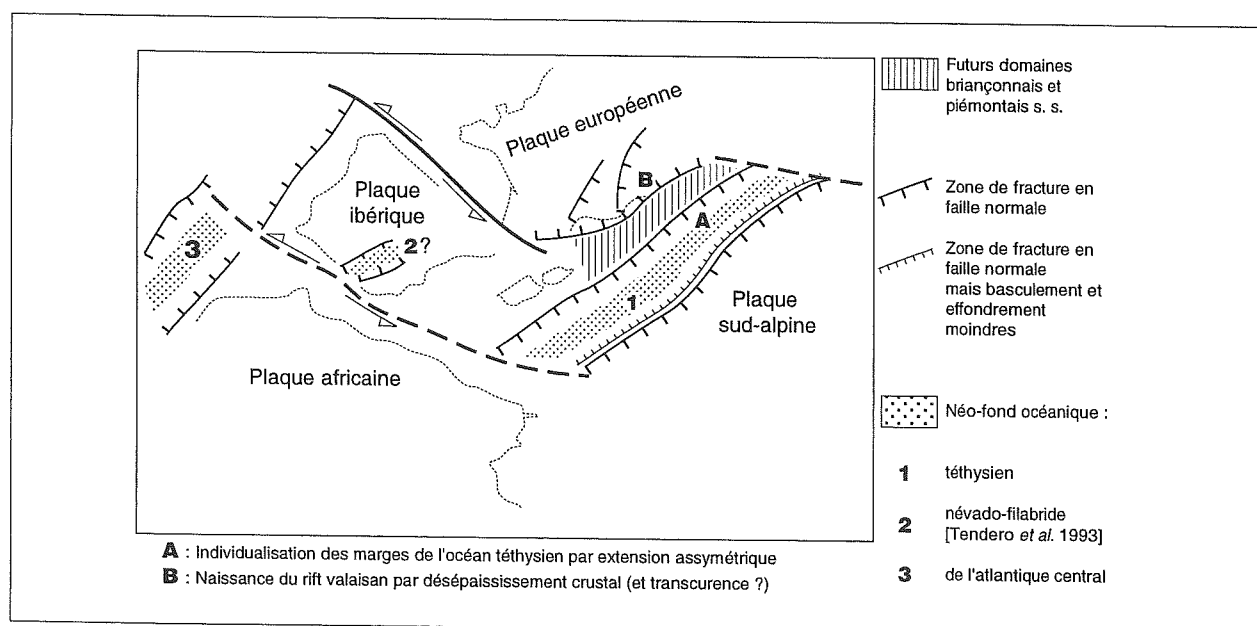 Plaque européenne
Plaque
ibérique
Plaque
sud-alpine
Plaque africaine
B
A
2?
3
1
Futurs domaines
briançonnais et
piémontais s. s.
Zone de fracture en
faille normale
Zone de fracture en
faille normale
mais basculement et
effondrement
moindres
Néo-fond océanique :
1 téthysien
2 névado-filabride
[Tendero et al. 1993]
3 de l'atlantique central
A : Individualisation des marges de l'océan téthysien par extension assymétrique
B : Naissance du rift valaisan par désépaississement crustal (et transcurence ?)